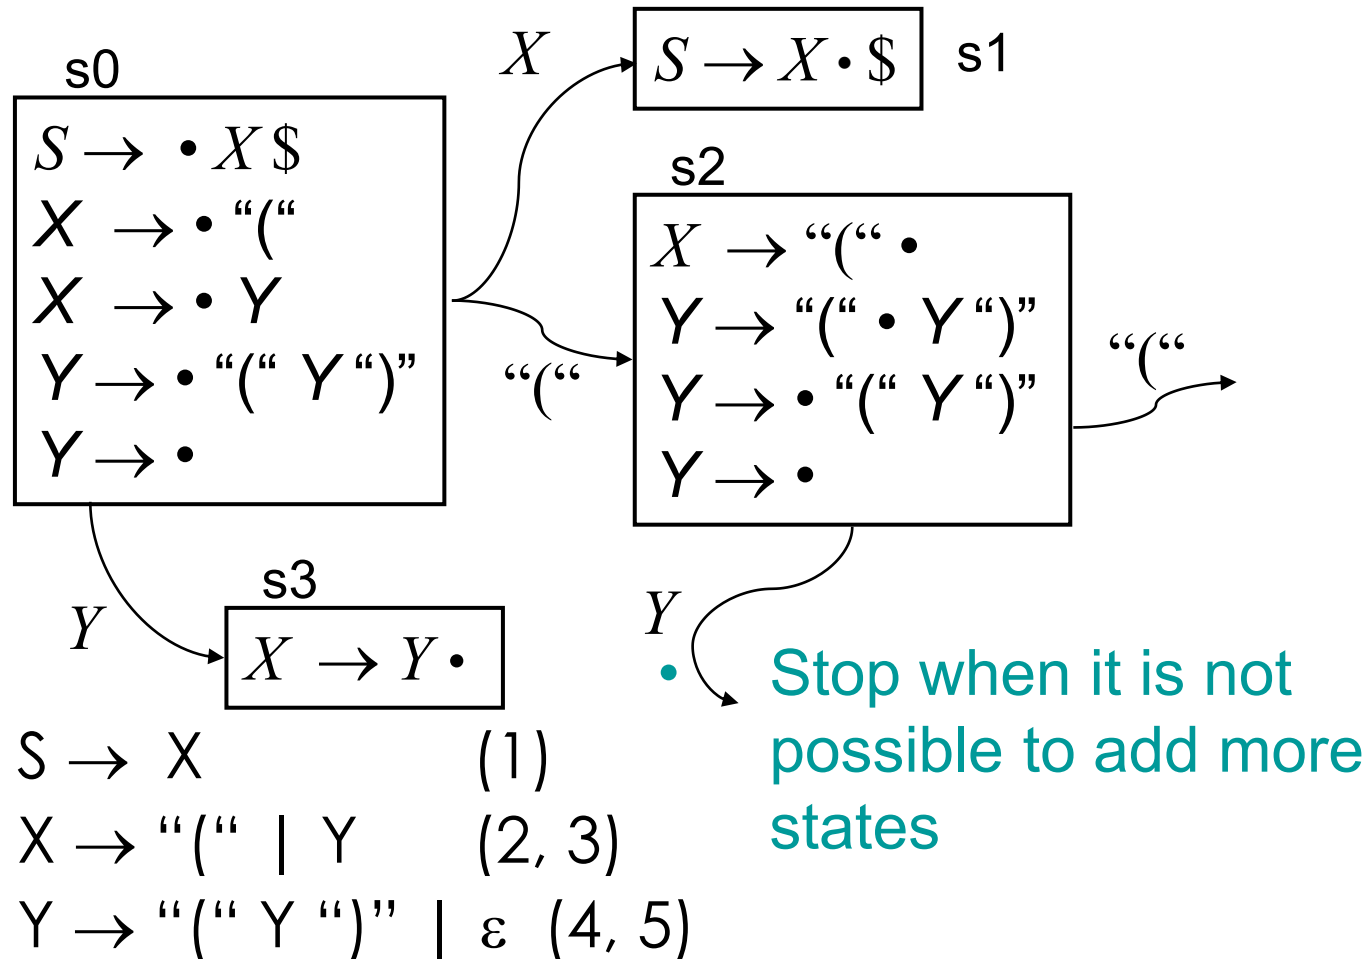 s0
S → • X $
X → • “(“
X → • Y
Y → • “(“ Y “)”
Y → •
X
S → X • $
s1
s2
X → “(“ •
Y → “(“ • Y “)”
Y → • “(“ Y “)”
Y → •
“(“
“(“
Y
s3
X → Y •
Y
• Stop when it is not
possible to add more
states
S → X (1)
X → “(“ | Y (2, 3)
Y → “(“ Y “)” | ε (4, 5)